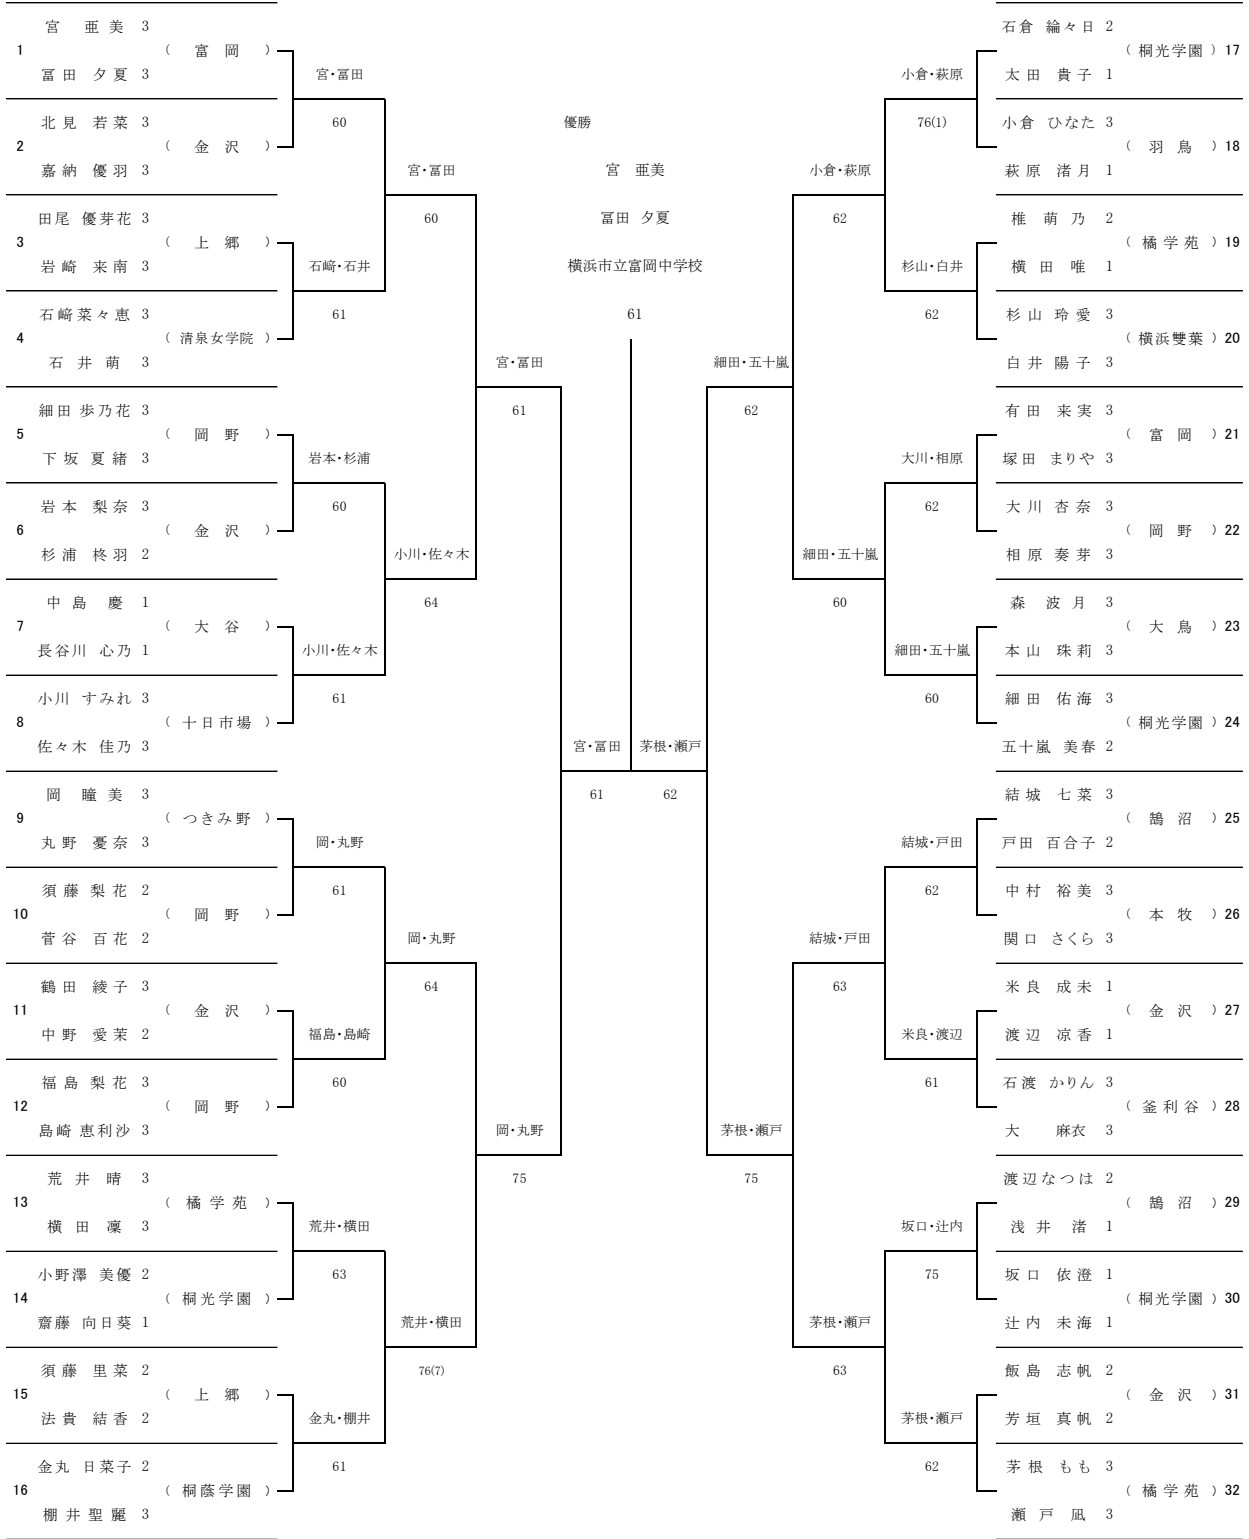 宮 亜美 3
1 ( 富岡 )
冨田 夕夏 3
北見 若菜 3
2 ( 金沢 )
嘉納 優羽 3
田尾 優芽花 3
3 ( 上郷 )
岩崎 来南 3
石﨑菜々恵 3
4 ( 清泉女学院 )
石井萌 3
細田 歩乃花 3
5 ( 岡野 )
下坂 夏緒 3
岩本 梨奈 3
6 ( 金沢 )
杉浦 柊羽 2
中島 慶 1
7 ( 大谷 )
長谷川 心乃 1
小川 すみれ 3
8 ( 十日市場 )
佐々木 佳乃 3
岡 瞳美 3
9 ( つきみ野 )
丸野 憂奈 3
須藤 梨花 2
10 ( 岡野 )
菅谷 百花 2
鶴田 綾子 3
11 ( 金沢 )
中野 愛茉 2
福島 梨花 3
12 ( 岡野 )
島崎 恵利沙 3
荒井晴 3
13 ( 橘学苑 )
横田凜 3
小野澤 美優 2
14 ( 桐光学園 )
齋藤 向日葵 1
須藤 里菜 2
15 ( 上郷 )
法貴 結香 2
金丸 日菜子 2
16 ( 桐蔭学園 )
棚井聖麗 3
宮・冨田
60
石﨑・石井
61
岩本・杉浦
60
小川・佐々木
61
岡・丸野
61
福島・島崎
60
荒井・横田
63
金丸・棚井
61
宮・冨田
60
小川・佐々木
64
岡・丸野
64
荒井・横田
76(7)
宮・冨田
61
岡・丸野
75
宮・冨田
61
優勝
宮 亜美
冨田 夕夏
横浜市立富岡中学校
61
茅根・瀬戸
62
細田・五十嵐
62
茅根・瀬戸
75
小倉・萩原
62
細田・五十嵐
60
結城・戸田
63
茅根・瀬戸
63
小倉・萩原
76(1)
杉山・白井
62
大川・相原
62
細田・五十嵐
60
結城・戸田
62
米良・渡辺
61
坂口・辻内
75
茅根・瀬戸
62
石倉 綸々日 2
( 桐光学園 ) 17
太田 貴子 1
小倉 ひなた 3
( 羽鳥 ) 18
萩原 渚月 1
椎 萌乃 2
( 橘学苑 ) 19
横田唯 1
杉山 玲愛 3
( 横浜雙葉 ) 20
白井 陽子 3
有田 来実 3
( 富岡 ) 21
塚田 まりや 3
大川 杏奈 3
( 岡野 ) 22
相原 奏芽 3
森 波月 3
( 大鳥 ) 23
本山 珠莉 3
細田 佑海 3
( 桐光学園 ) 24
五十嵐 美春 2
結城 七菜 3
( 鵠沼 ) 25
戸田 百合子 2
中村 裕美 3
( 本牧 ) 26
関口 さくら 3
米良 成未 1
( 金沢 ) 27
渡辺 凉香 1
石渡 かりん 3
( 釜利谷 ) 28
大 麻衣 3
渡辺なつは 2
( 鵠沼 ) 29
浅井 渚 1
坂口 依澄 1
( 桐光学園 ) 30
辻内 未海 1
飯島 志帆 2
( 金沢 ) 31
芳垣 真帆 2
茅根 もも 3
( 橘学苑 ) 32
瀬戸凪 3